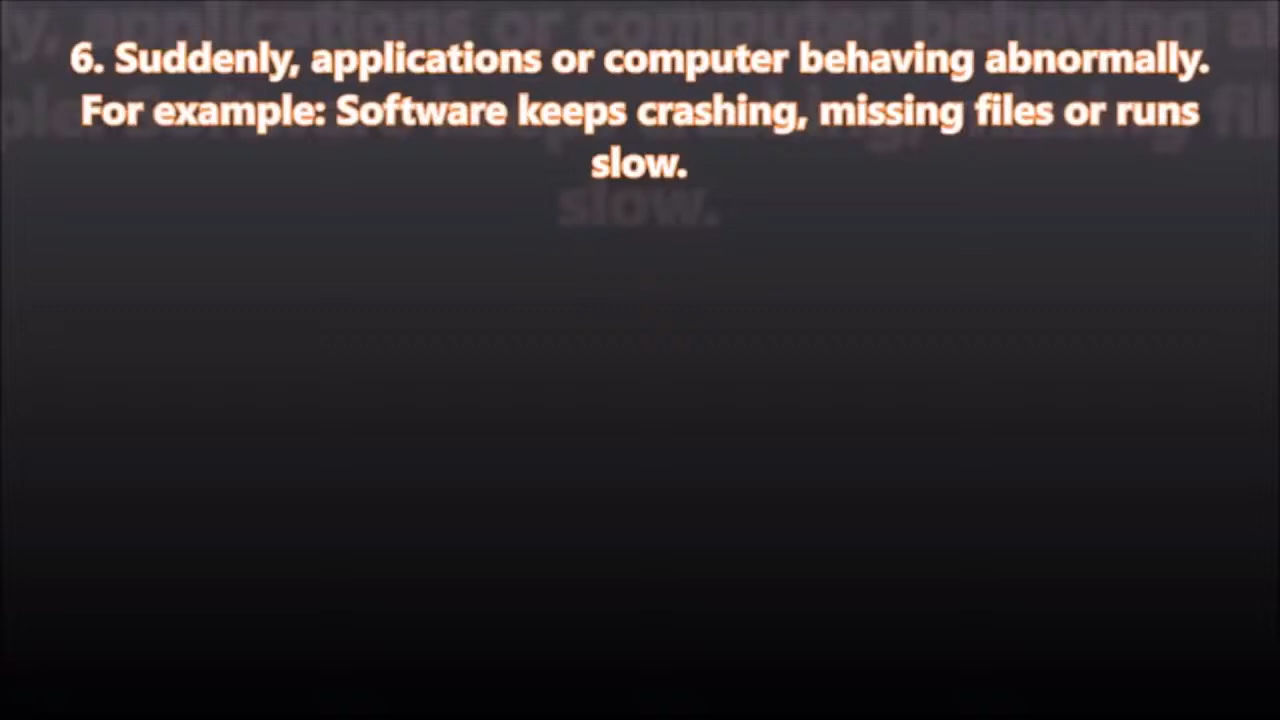 6. Suddenly, applications or computer behaving abnormally.
For example: Software keeps crashing, missing files or runs
slow.